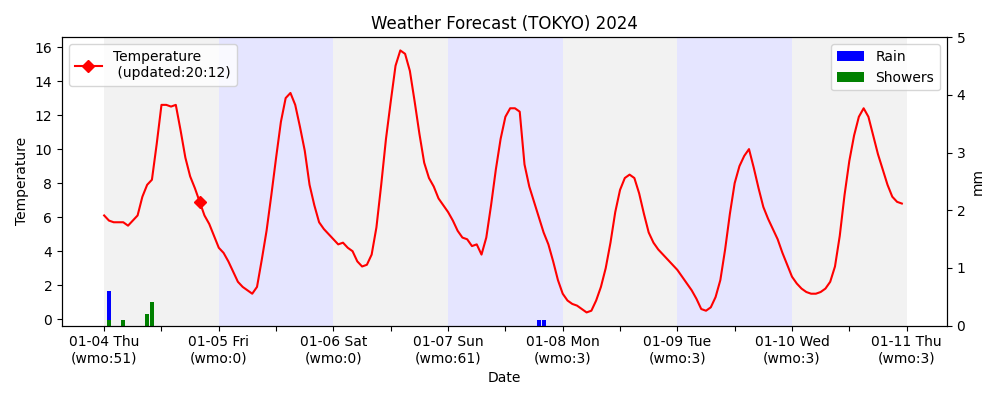 Weather Forecast (TOKYO) 2024
Temperature
(updated:20:12)
Rain
Showers
16
14
12
10
8
6
4
2
0
Temperature
5
4
3
2
1
0
mm
01-04 Thu
(wmo:51)
01-05 Fri
(wmo:0)
01-06 Sat
(wmo:0)
01-07 Sun
(wmo:61)
01-08 Mon
(wmo:3)
01-09 Tue
(wmo:3)
01-10 Wed
(wmo:3)
01-11 Thu
(wmo:3)
Date